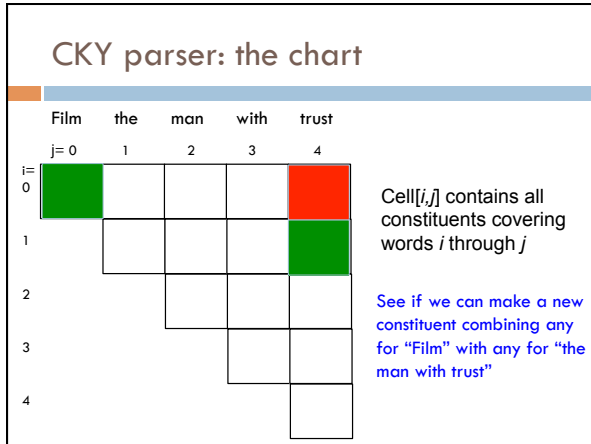 CKY parser: the chart
Film the man with trust
j= 0 1 2 3 4
i=
0
1
2
3
4
Cell[i,j] contains all
constituents covering
words i through j
See if we can make a new
constituent combining any
for “Film” with any for “the
man with trust”